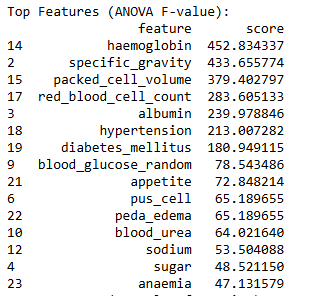 Top Features (ANOVA F-value):
feature score
14 haemoglobin 452.834337
2 specific_gravity 433.655774
15 packed_cell_volume 379.402797
17 red_blood_cell_count 283.605133
3 albumin 239.978846
18 hypertension 213.007282
19 diabetes_mellitus 180.949115
9 blood_glucose_random 78.543486
21 appetite 72.848214
6 pus_cell 65.189655
22 peda_edema 65.189655
10 blood_urea 64.021640
12 sodium 53.504088
4 sugar 48.521150
23 anaemia 47.131579